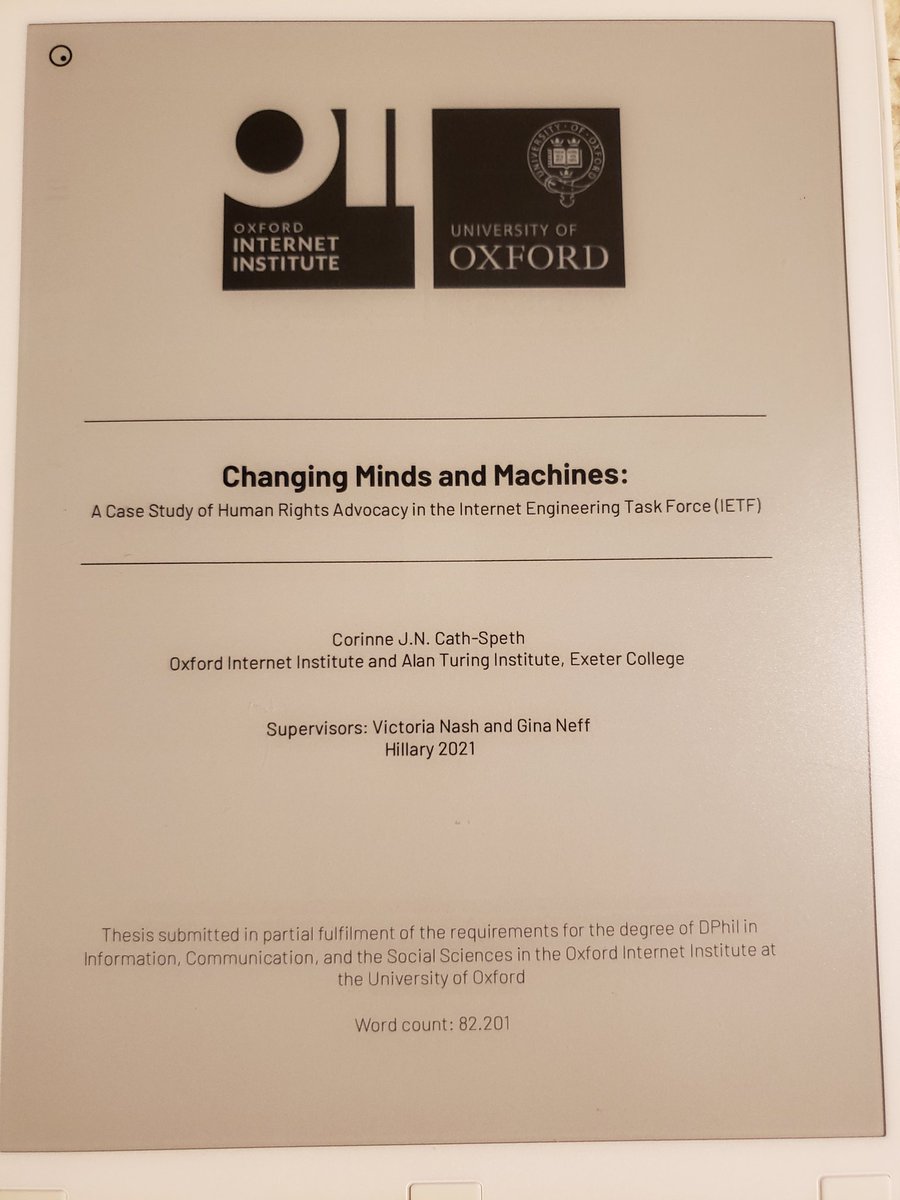 OXFORD
INTERNET
INSTITUTE
UNIVERSITY OF OXFORD
UNIVERSITY OF
OXFORD
Changing Minds and Machines:
A Case Study of Human Rights Advocacy in the Internet Engineering Task Force (IETF)
Corinne J.N. Cath-Speth
Oxford Internet Institute and Alan Turing Institute, Exeter College
Supervisors: Victoria Nash and Gina Neff
Hillary 2021
Thesis submitted in partial fulfilment of the requirements for the degree of DPhil in
Information, Communication, and the Social Sciences in the Oxford Internet Institute at
the University of Oxford
Word count: 82.201